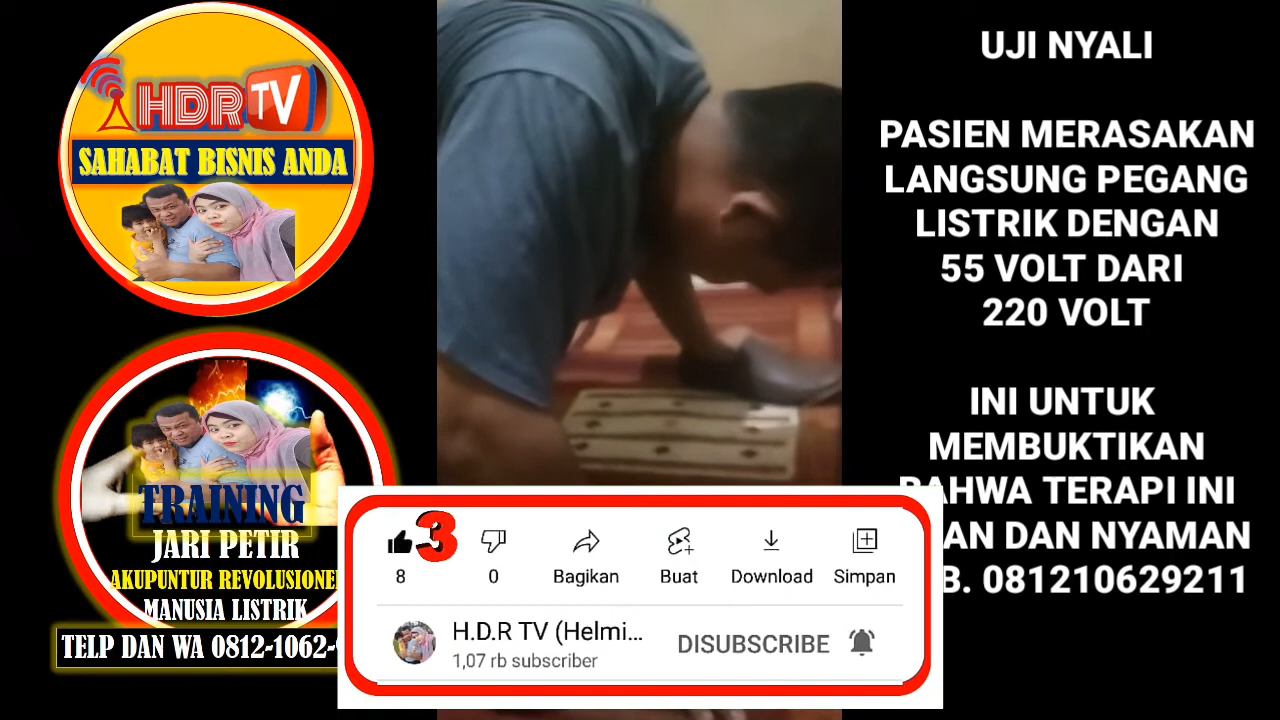 HDR TV
SAHABAT BISNIS ANDA
TRAINING
JARI PETIR
AKUPUNTUR REVOLUSIONE
MANUSIA LISTRIK
TELP DAN WA 0812-1062-
UJI NYALI
PASIEN MERASAKAN
LANGSUNG PEGANG
LISTRIK DENGAN
55 VOLT DARI
220 VOLT
INI UNTUK
MEMBUKTIKAN
BAHWA TERAPI INI
AN DAN NYAMAN
B. 081210629211
3
8
0
Bagikan
Buat
Download
Simpan
H.D.R TV (Helmi...
DISUBSCRIBE
1,07 rb subscriber